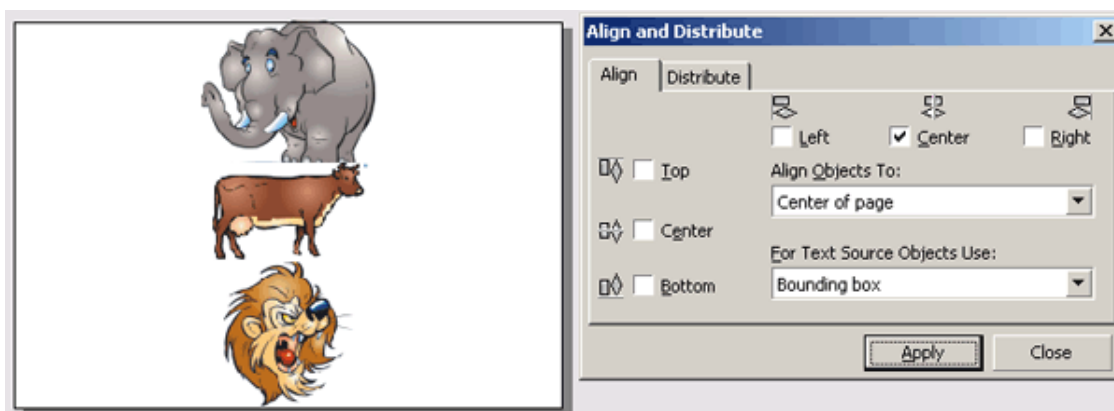 Align and Distribute
Align
Distribute
Left
Center
Right
Top
Align Objects To:
Center of page
Center
For Text Source Objects Use:
Bottom
Bounding box
Apply
Close